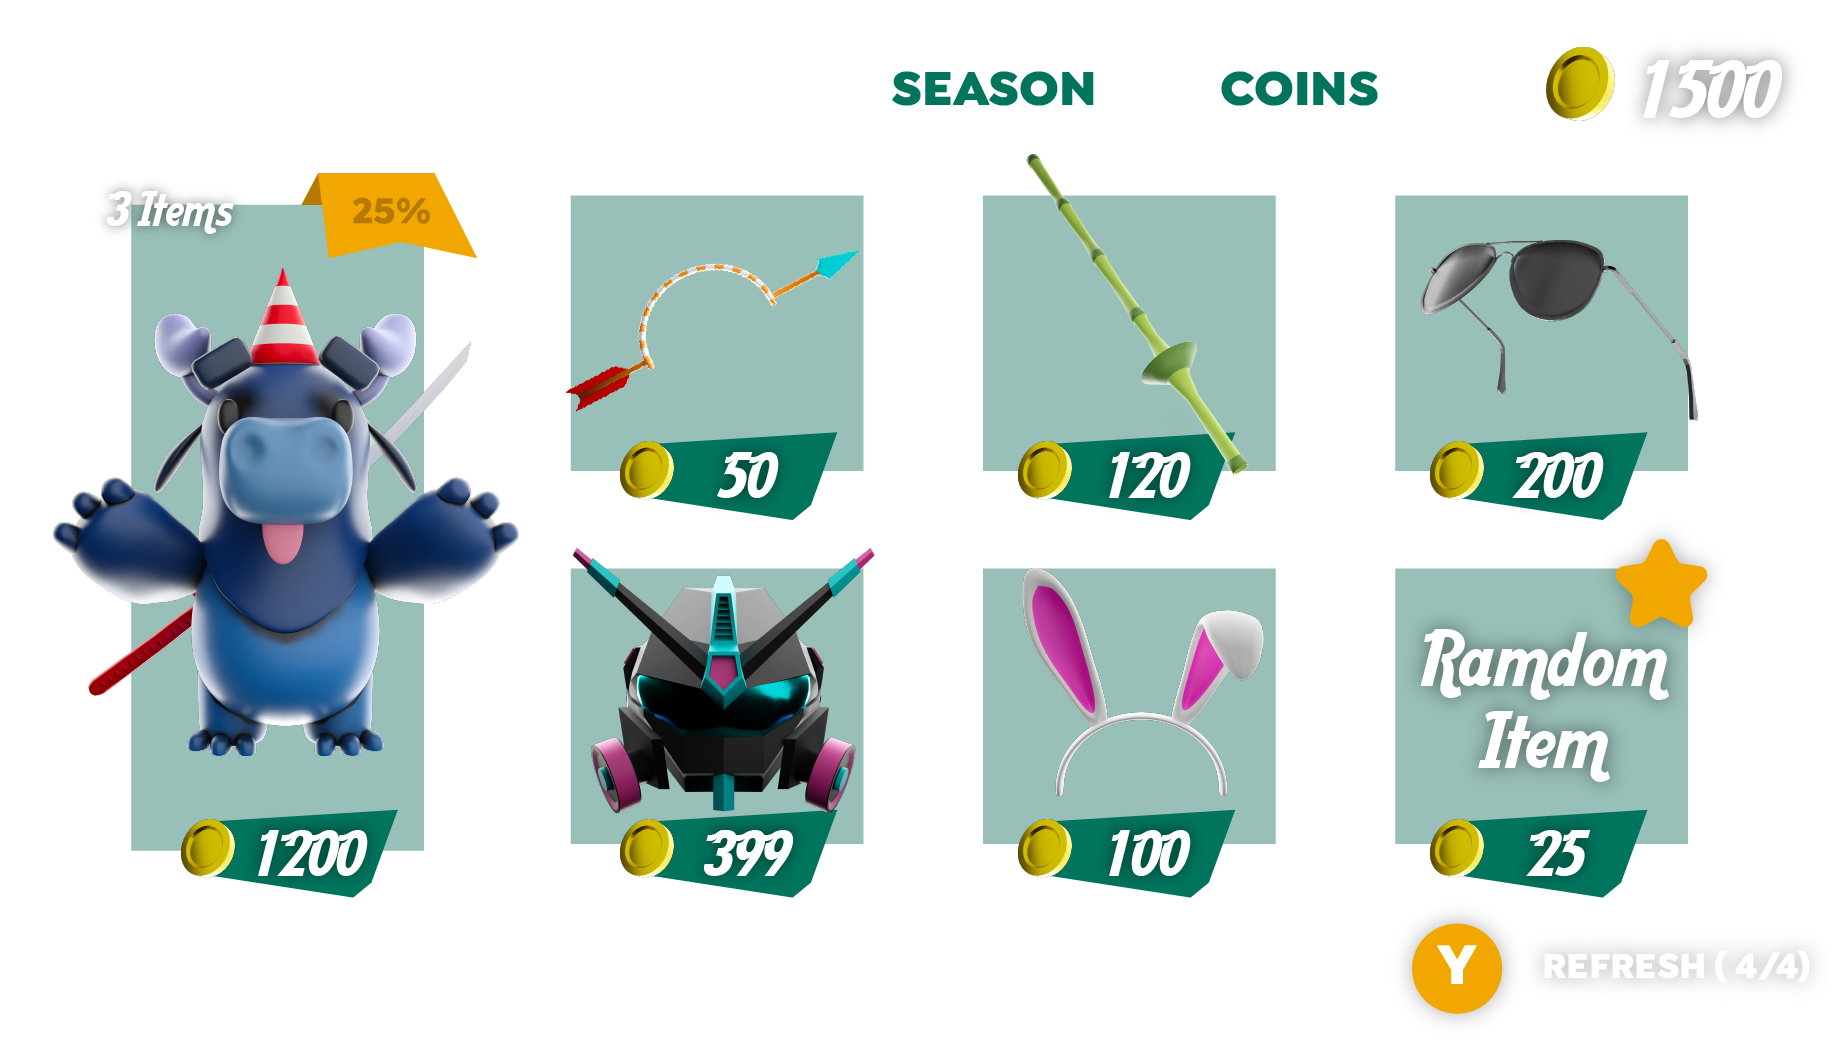 SEASON
COINS
1500
3 Items
25%
50
120
200
Ramdom
Item
1200
399
100
25
Y
REFRESH ( 4/4)